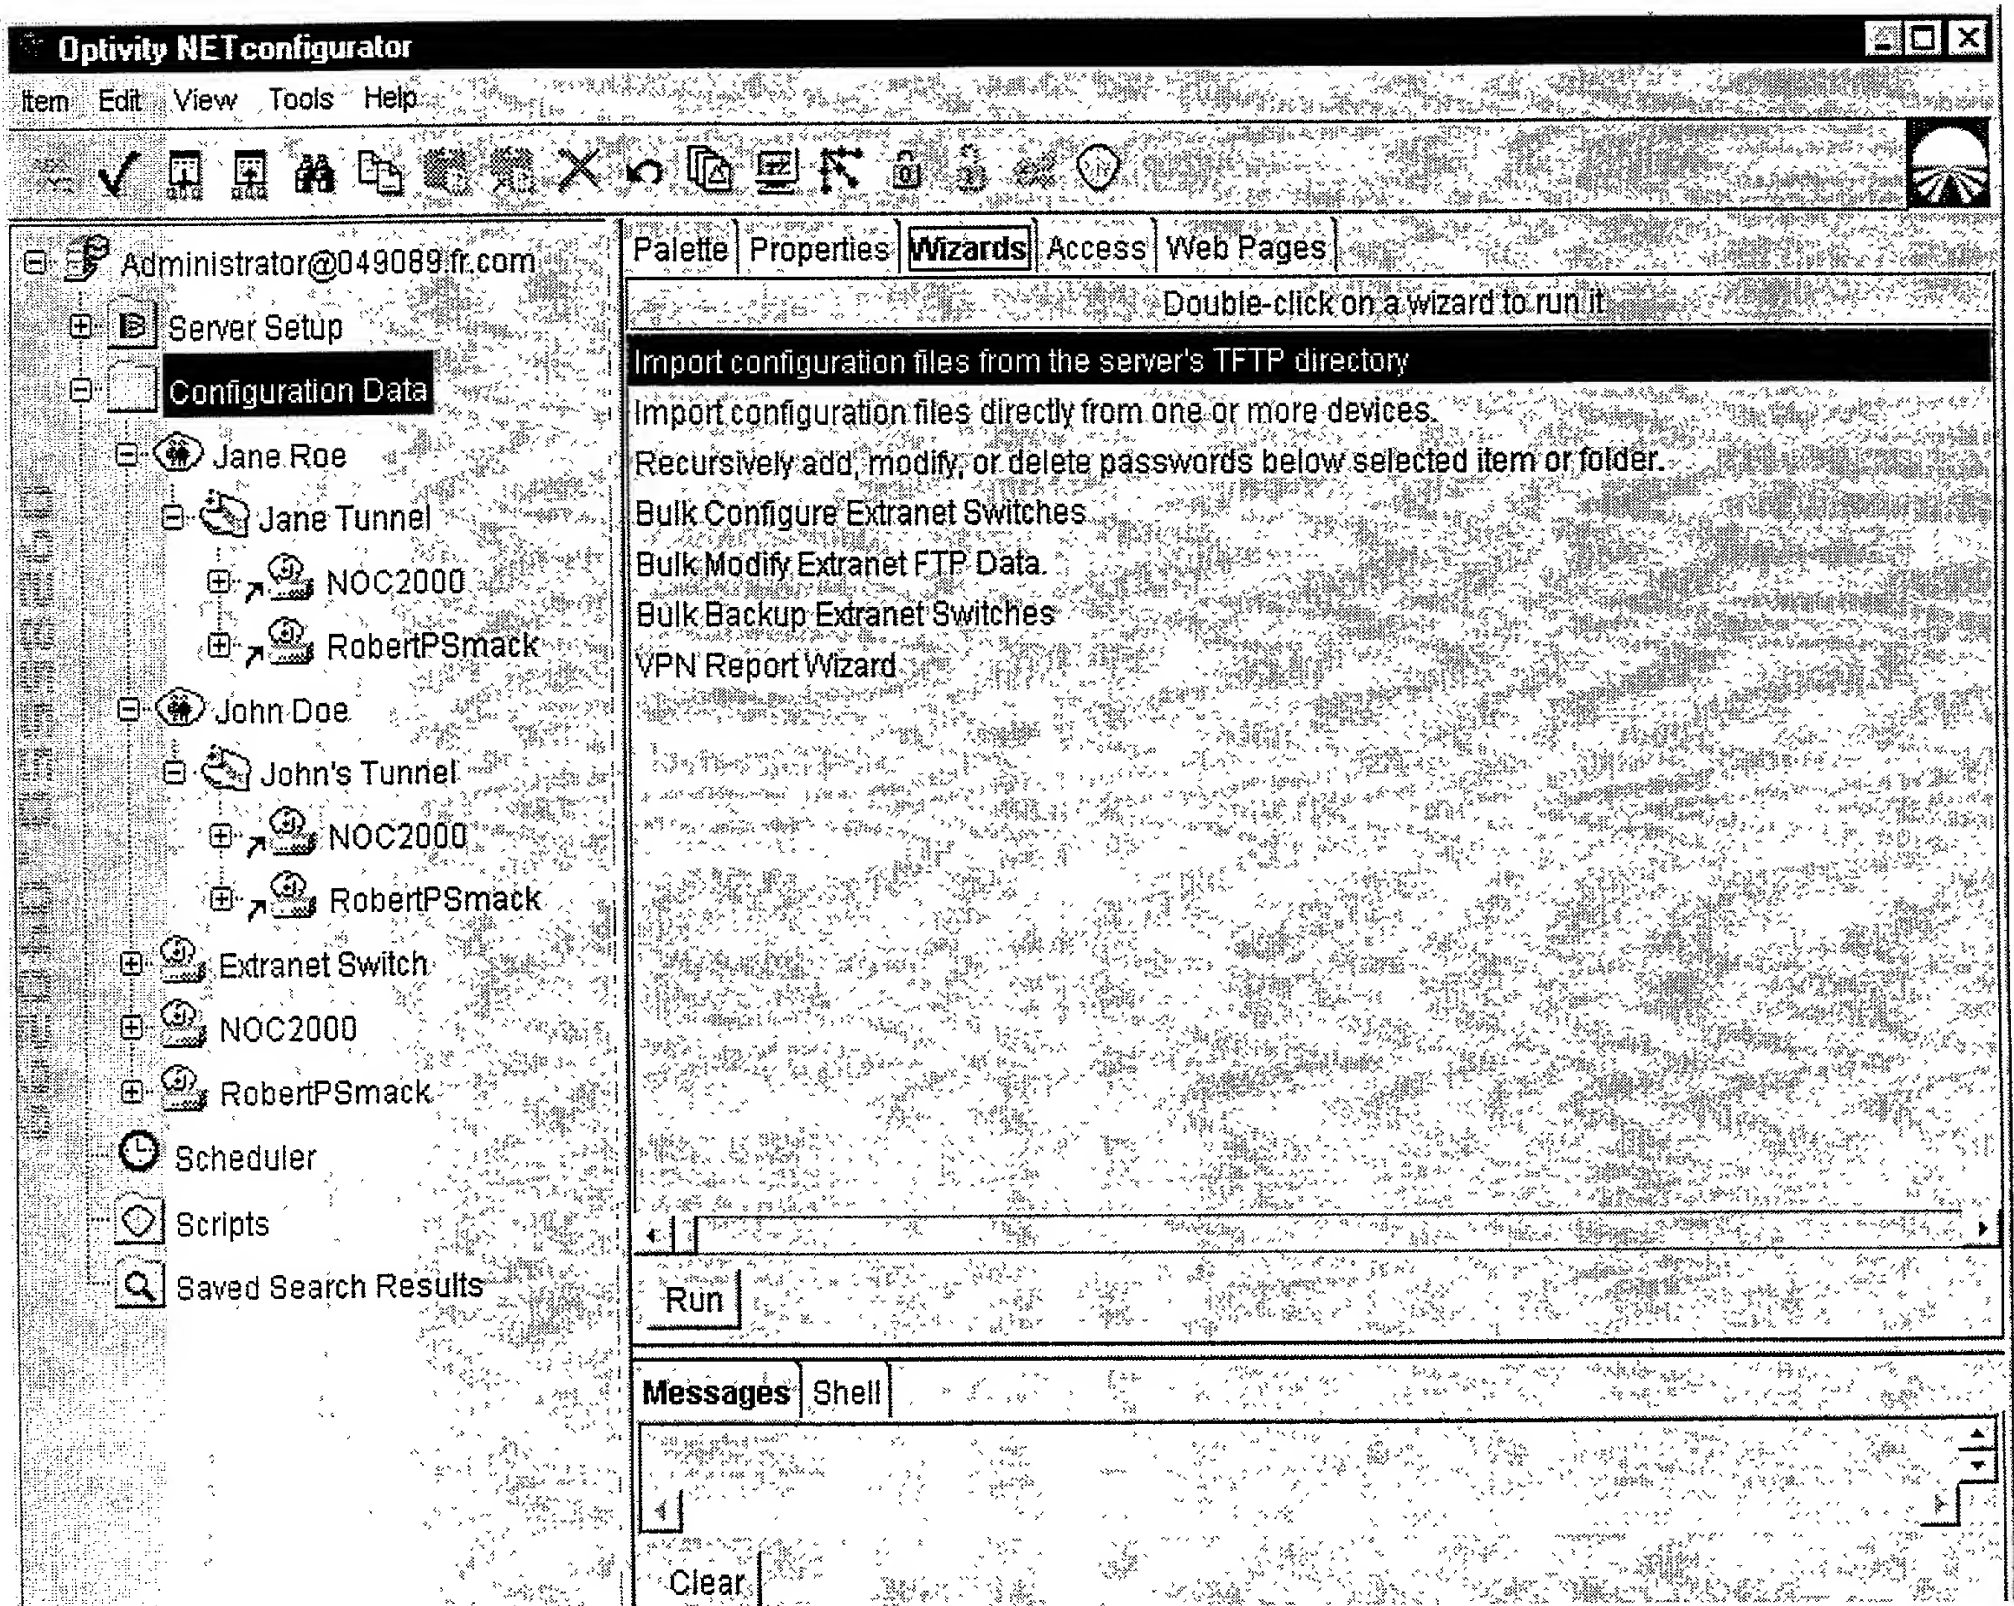 Optivity NETconfigurator
Item Edit View Tools Help
Administrator@049089.fr.com
Server Setup
Configuration Data
Jane Roe
Jane Tunnel
NOC2000
RobertPSmack
John Doe
John's Tunnel
NOC2000
RobertPSmack
Extranet Switch
NOC2000
RobertPSmack
Scheduler
Scripts
Saved Search Results
Palette Properties Wizards Access Web Pages
Double-click on a wizard to run it
Import configuration files from the server's TFTP directory
Import configuration files directly from one or more devices.
Recursively add, modify, or delete passwords below selected item or folder.
Bulk Configure Extranet Switches
Bulk Modify Extranet FTP Data.
Bulk Backup Extranet Switches
VPN Report Wizard
Run
Messages Shell
Clear